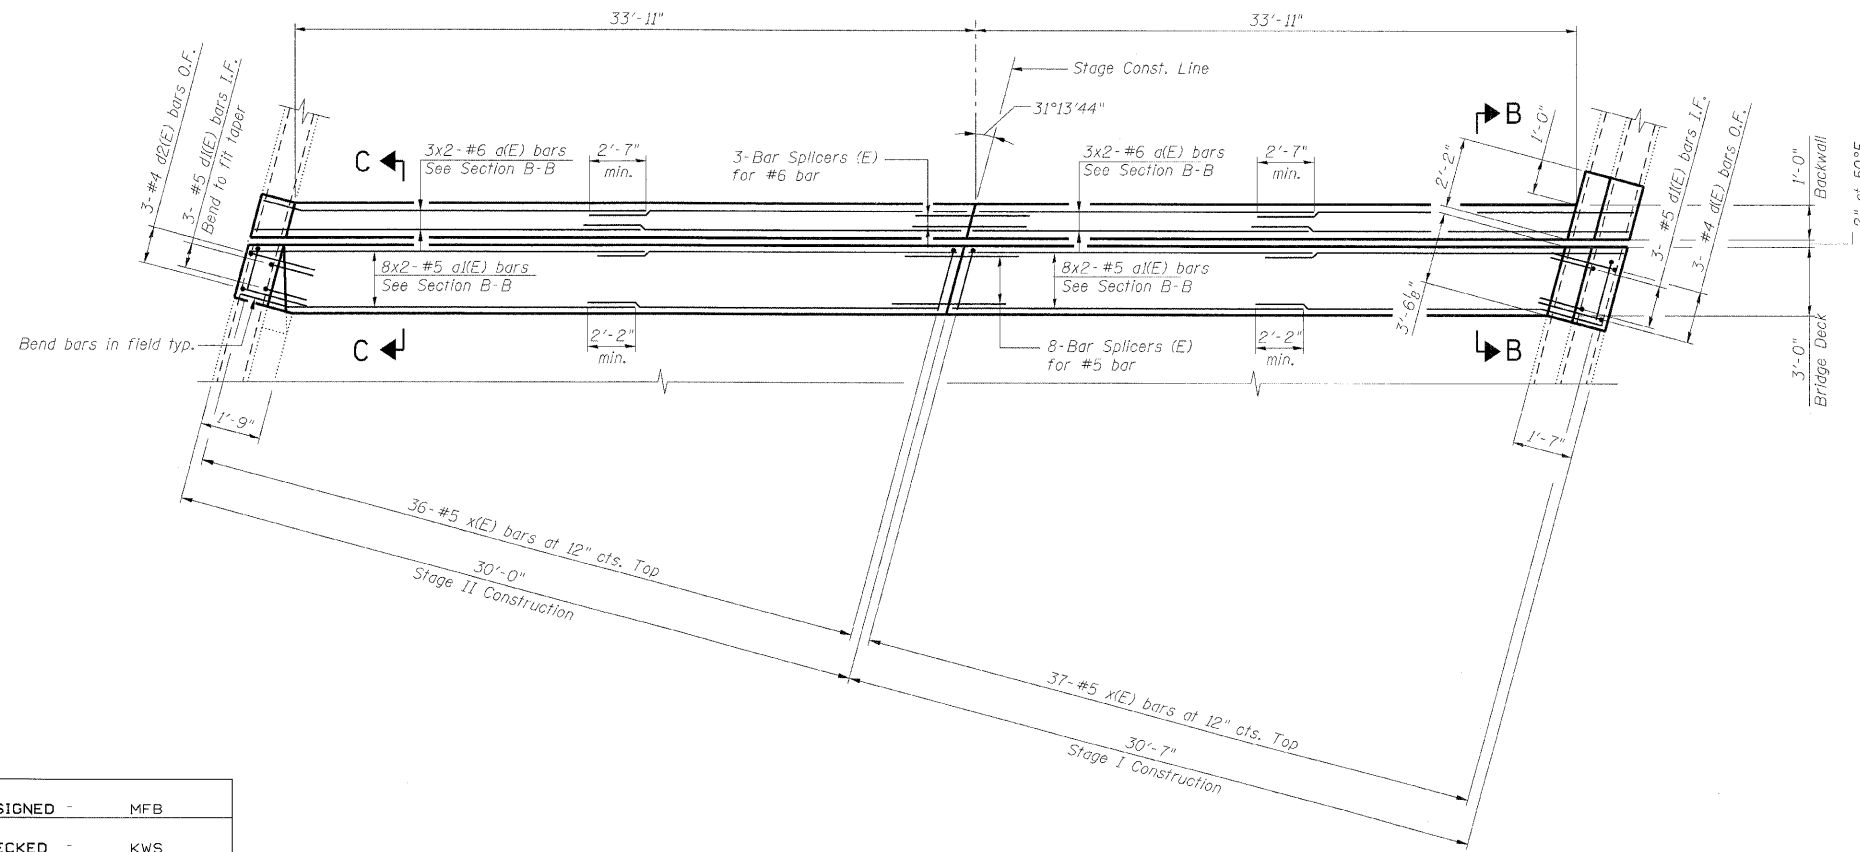 33'-11"
33'-11"
Stage Const. Line
31°13'44"
3-#4 d2(E) bars O.F.
3-#5 d1(E) bars I.F.
Bend to fit taper
C
3x2-#6 a(E) bars
See Section B-B
2'-7"
min.
3-Bar Splicers (E)
for #6 bar
3x2-#6 a(E) bars
See Section B-B
2'-7"
min.
B
2'-2"
1'-0"
3-#5 d1(E) bars I.F.
3-#4 d(E) bars O.F.
1'-0"
Backwall
8x2-#5 a1(E) bars
See Section B-B
8x2-#5 a1(E) bars
See Section B-B
3'-6⅛"
Bend bars in field typ.
C
2'-2"
min.
8-Bar Splicers (E)
for #5 bar
2'-2"
min.
B
3'-0"
Bridge Deck
1'-9"
1'-7"
36-#5 x(E) bars at 12" cts. Top
30'-0"
Stage II Construction
37-#5 x(E) bars at 12" cts. Top
30'-7"
Stage I Construction
SIGNED - MFB
ECKED - KWS